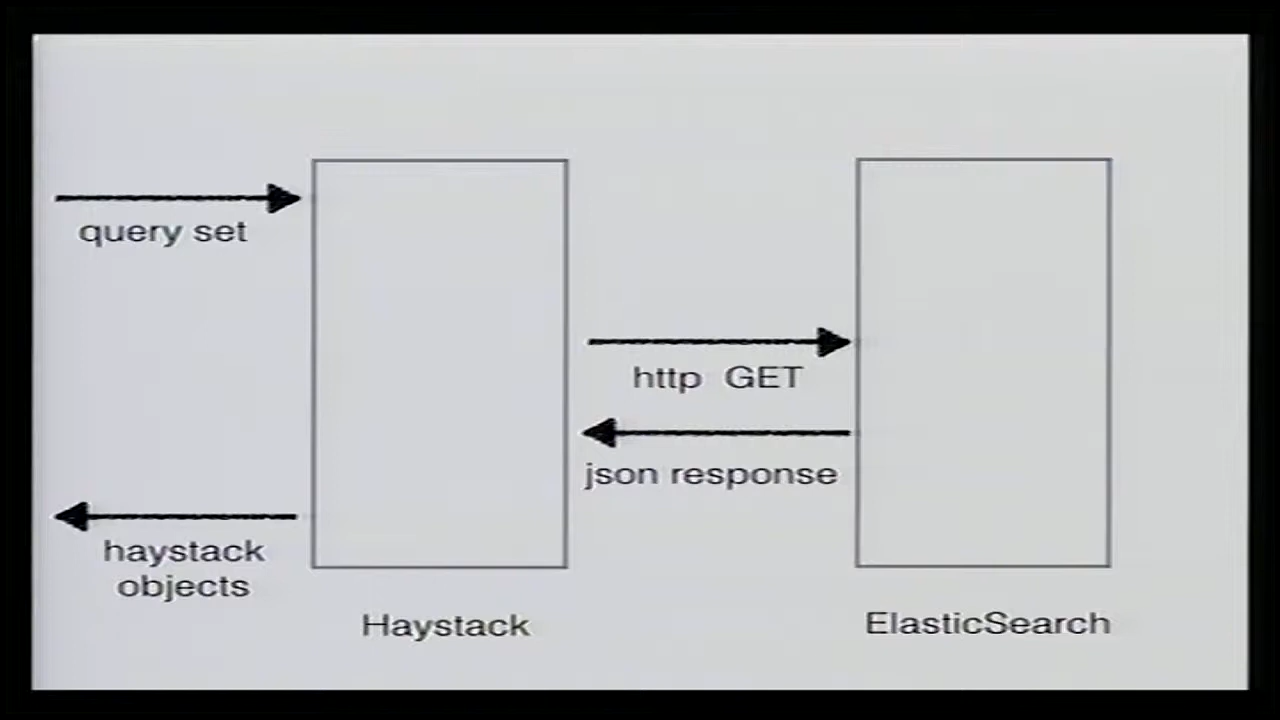 query set
http GET
json response
haystack
objects
Haystack
ElasticSearch